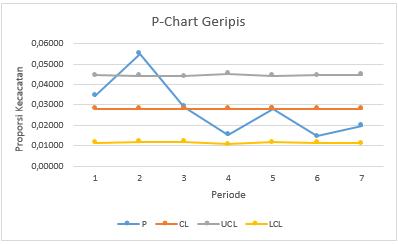 P-Chart Geripis
0,06000
0,05000
0,04000
0,03000
0,02000
0,01000
0,00000
Proporsi Kecacatan
1 2 3 4 5 6 7
Periode
P CL UCL LCL